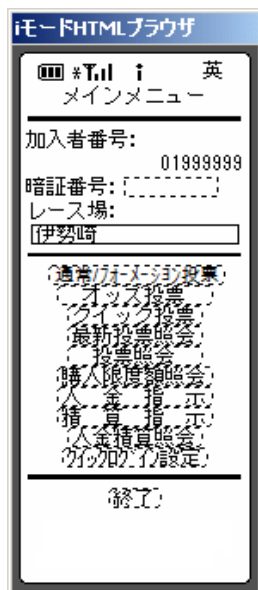 iモードHTMLブラウザ
英
メインメニュー
加入者番号:
01999999
暗証番号:
レース場:
伊勢崎
通常/フォーメーション投票
オッズ投票
クイック投票
最新投票照会
投票照会
購入限度額照会
入金指示
精算指示
入金精算照会
クイックログイン設定
終了